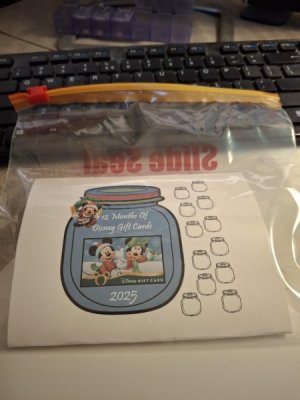 Slide Seal
12 Months Of
Disney Gift Cards
Disney GIFT CARD
2025